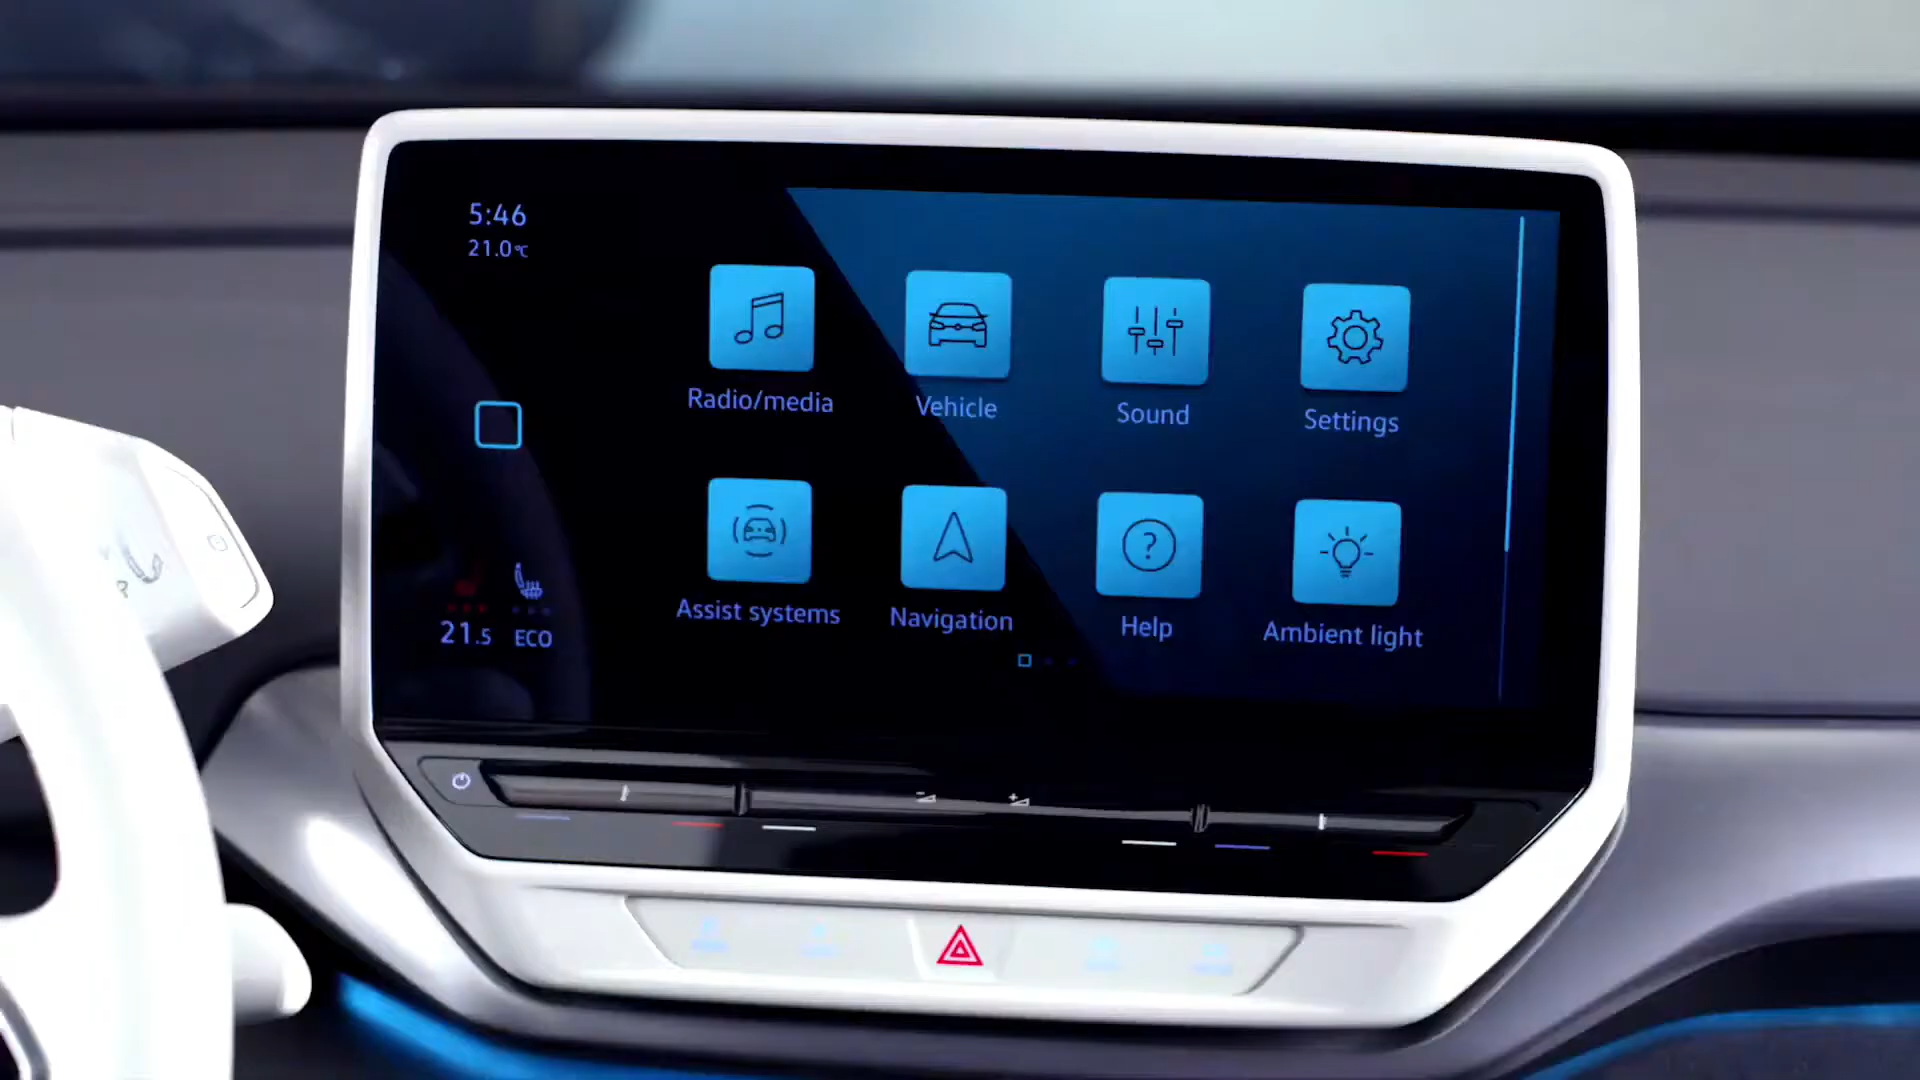 5:46
21.0°C
Radio/media
Vehicle
Sound
Settings
Assist systems
Navigation
Help
Ambient light
21.5 ECO